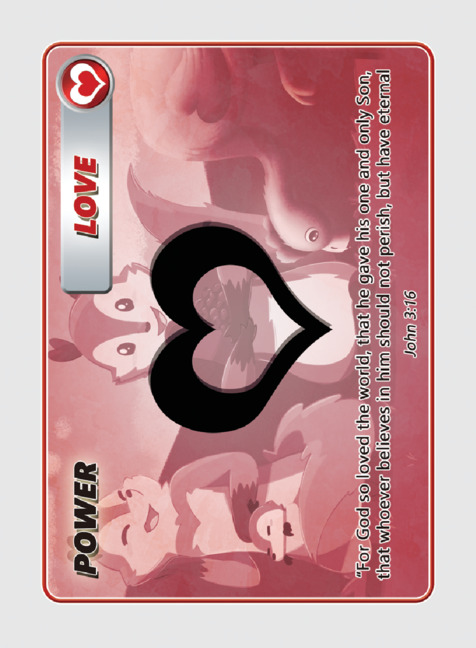 POWER
LOVE
"For God so loved the world, that he gave his one and only Son,
that whoever believes in him should not perish, but have eternal
John 3:16